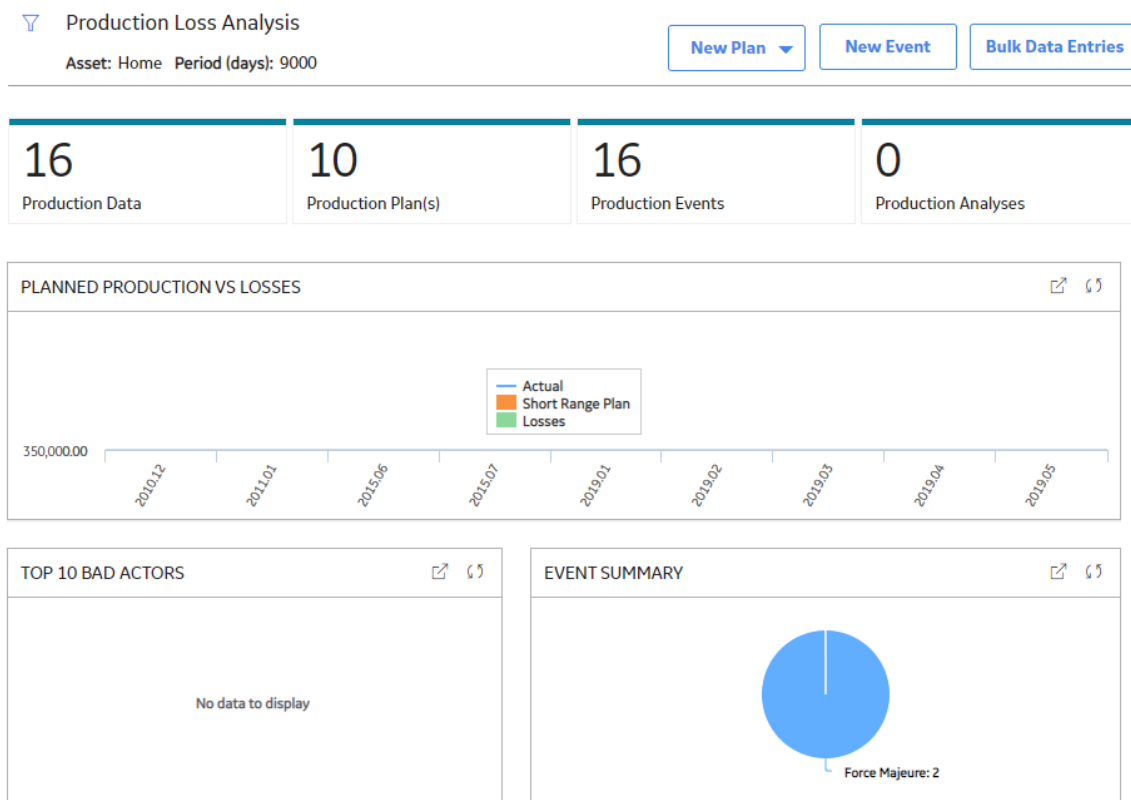 Production Loss Analysis
Asset: Home Period (days): 9000
New Plan
New Event
Bulk Data Entries
16
Production Data
10
Production Plan(s)
16
Production Events
0
Production Analyses
PLANNED PRODUCTION VS LOSSES
Actual
Short Range Plan
Losses
350,000.00
2010.12
2011.01
2015.06
2015.07
2019.01
2019.02
2019.03
2019.04
2019.05
TOP 10 BAD ACTORS
No data to display
EVENT SUMMARY
Force Majeure: 2